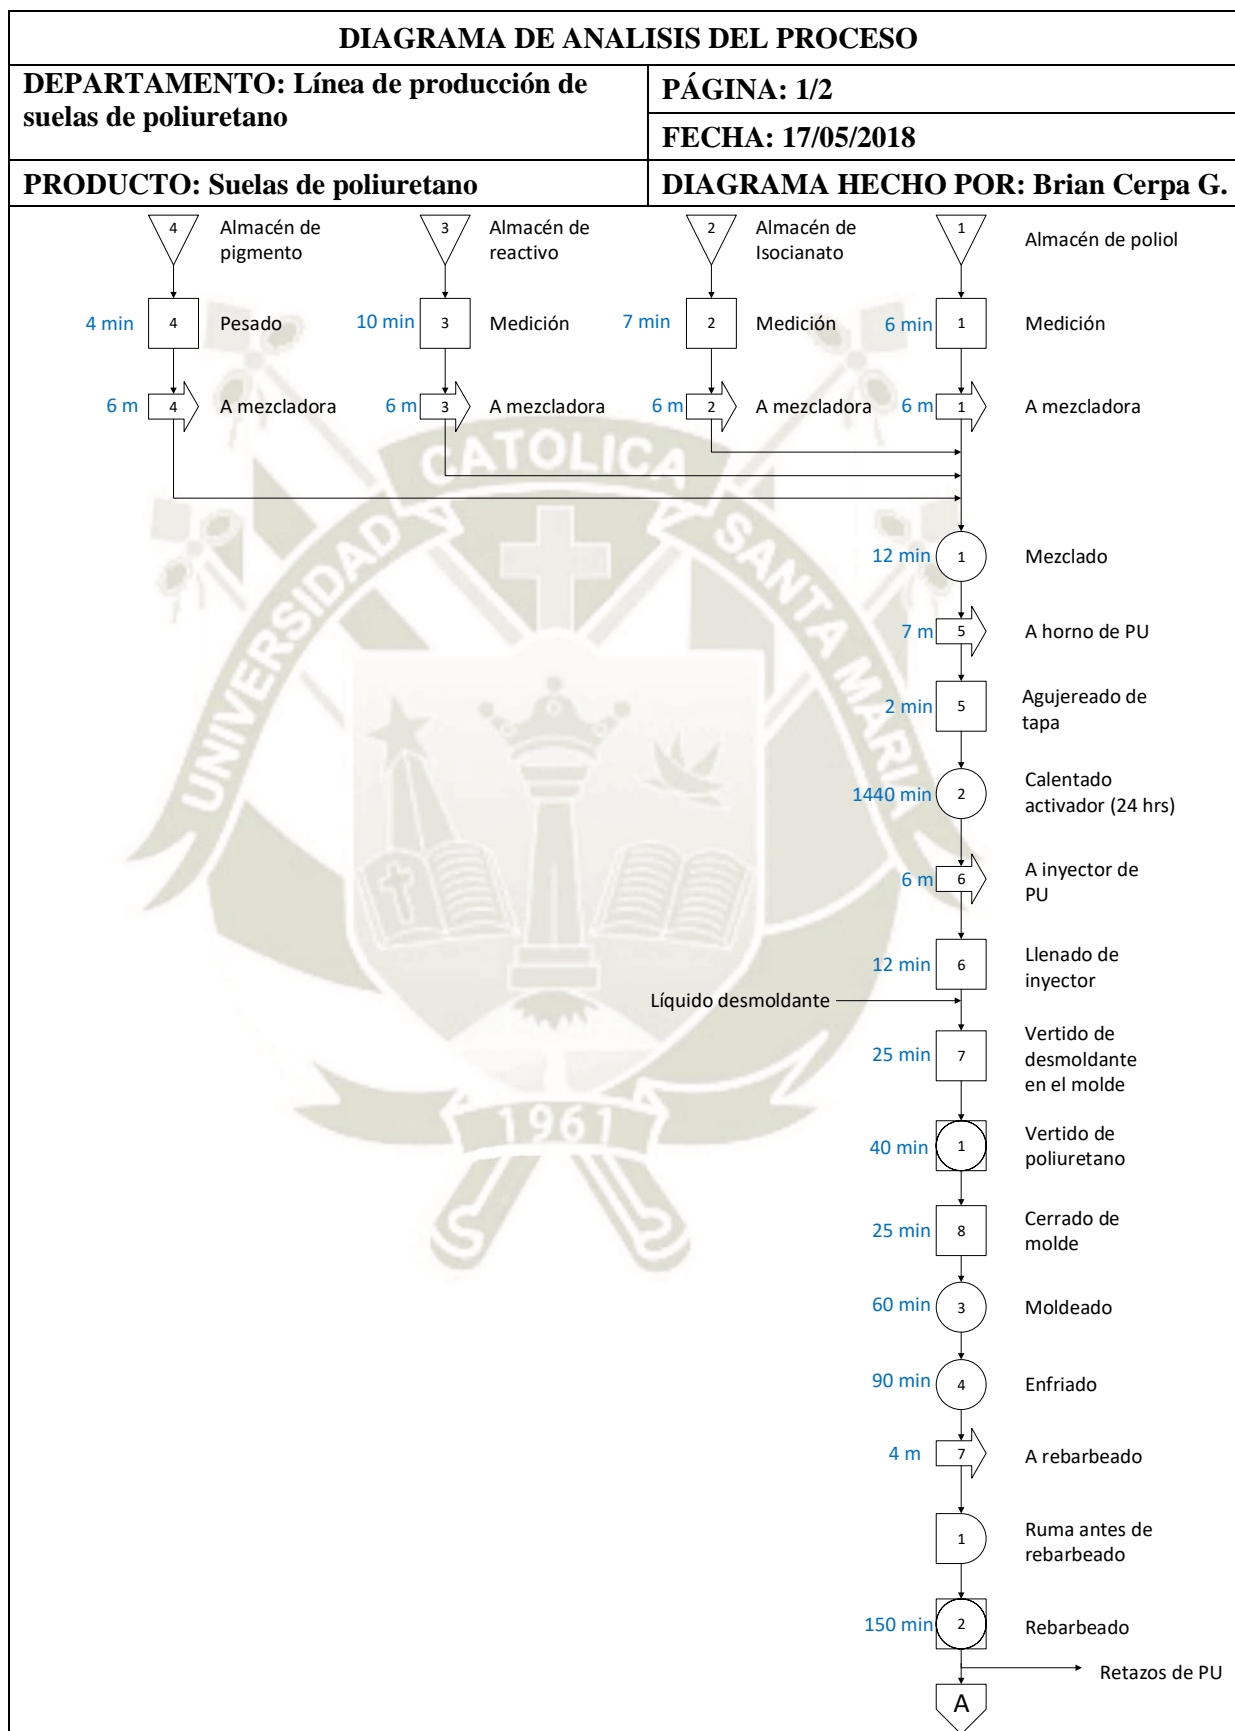 DIAGRAMA DE ANALISIS DEL PROCESO
DEPARTAMENTO: Línea de producción de
suelas de poliuretano
PÁGINA: 1/2
FECHA: 17/05/2018
PRODUCTO: Suelas de poliuretano
DIAGRAMA HECHO POR: Brian Cerpa G.
4
Almacén de
pigmento
3
Almacén de
reactivo
2
Almacén de
Isocianato
1
Almacén de poliol
4 min
4
Pesado
10 min
3
Medición
7 min
2
Medición
6 min
1
Medición
6 m
4
A mezcladora
6 m
3
A mezcladora
6 m
2
A mezcladora
6 m
1
A mezcladora
12 min
1
Mezclado
7 m
5
A horno de PU
2 min
5
Agujereado de
tapa
1440 min
2
Calentado
activador (24 hrs)
6 m
6
A inyector de
PU
12 min
6
Llenado de
inyector
Líquido desmoldante
25 min
7
Vertido de
desmoldante
en el molde
40 min
1
Vertido de
poliuretano
25 min
8
Cerrado de
molde
60 min
3
Moldeado
90 min
4
Enfriado
4 m
7
A rebarbeado
1
Ruma antes de
rebarbeado
150 min
2
Rebarbeado
Retazos de PU
A
UNIVERSIDAD CATOLICA SANTA MARIA
1961